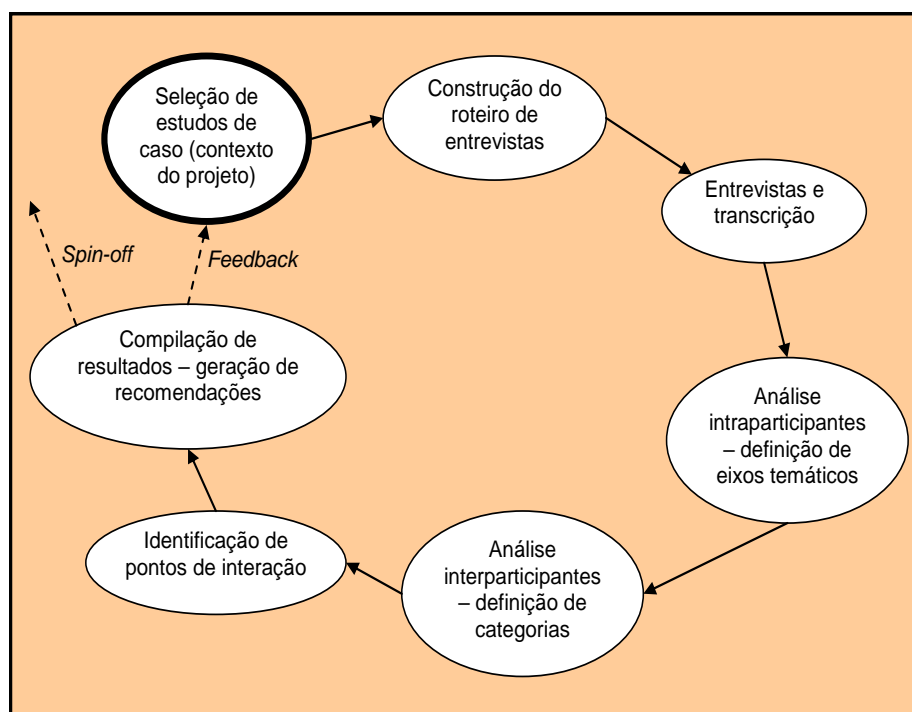 Seleção de
estudos de
caso (contexto
do projeto)
Construção do
roteiro de
entrevistas
Entrevistas e
transcrição
Análise
intraparticipantes
– definição de
eixos temáticos
Análise
interparticipantes
– definição de
categorias
Identificação de
pontos de interação
Compilação de
resultados – geração de
recomendações
Spin-off
Feedback